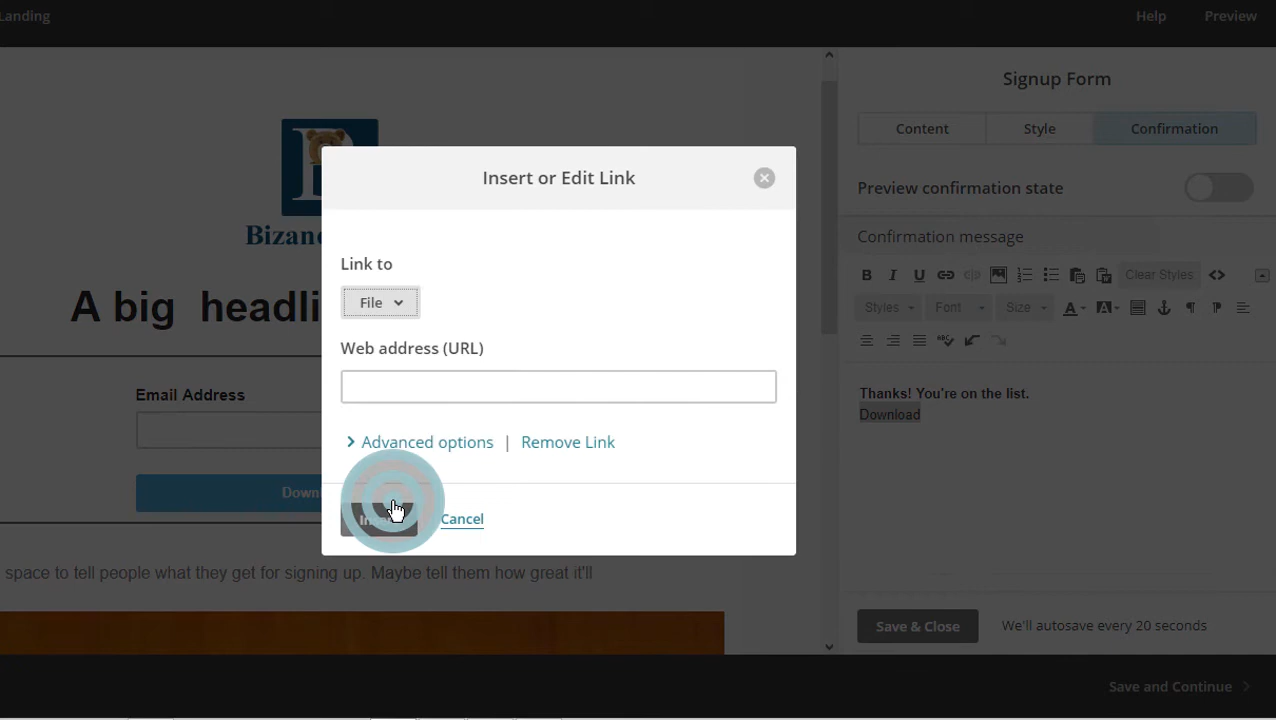 Landing
Help
Preview
Signup Form
Content
Style
Confirmation
Preview confirmation state
Confirmation message
B I U
Clear Styles
Styles
Font
Size
A
A
ABC
Thanks! You're on the list.
Download
Save & Close
We'll autosave every 20 seconds
Save and Continue
A big headli
Email Address
space to tell people what they get for signing up. Maybe tell them how great it'll
Insert or Edit Link
Link to
File
Web address (URL)
Advanced options | Remove Link
Cancel